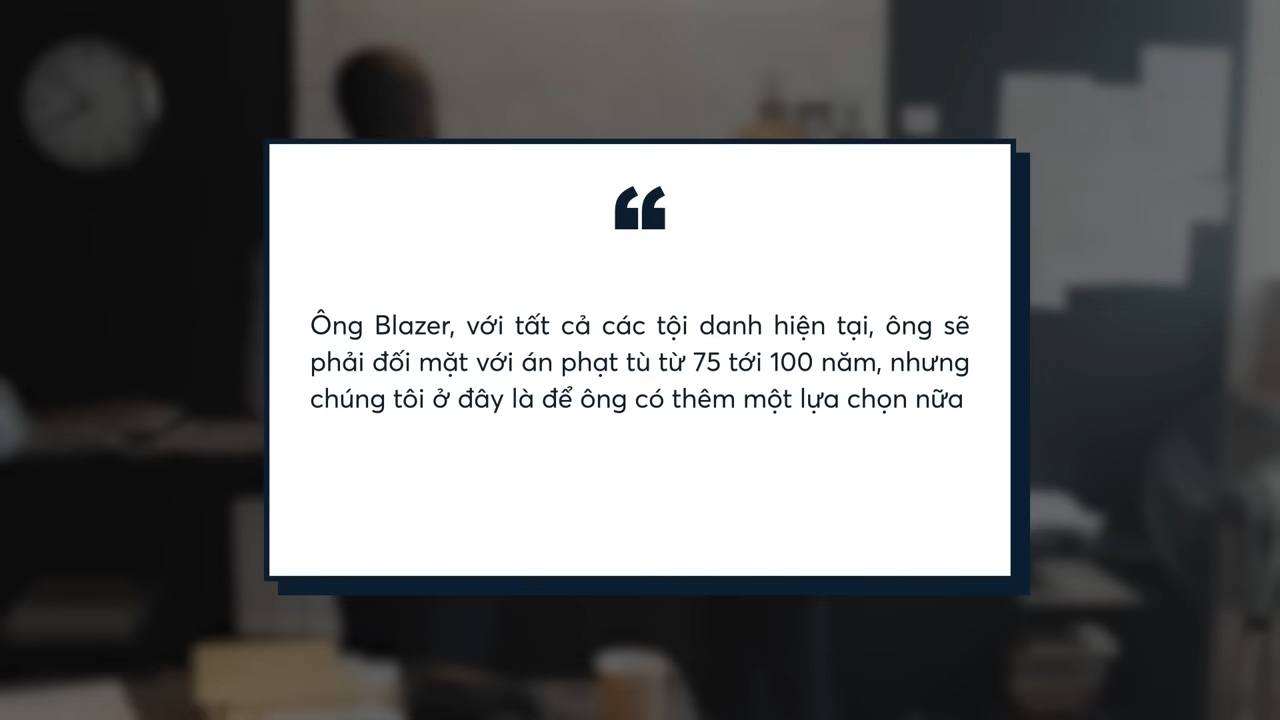 “
Ông Blazer, với tất cả các tội danh hiện tại, ông sẽ
phải đối mặt với án phạt tù từ 75 tới 100 năm, nhưng
chúng tôi ở đây là để ông có thêm một lựa chọn nữa